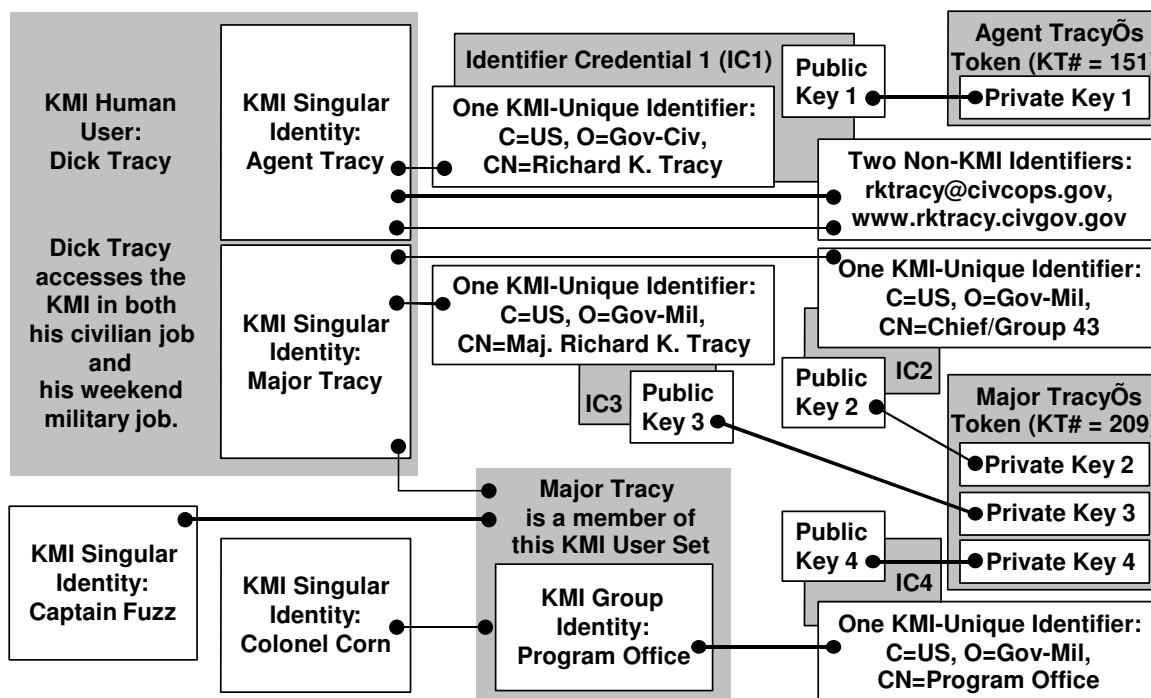 KMI Human
User:
Dick Tracy
Dick Tracy
accesses the
KMI in both
his civilian job
and
his weekend
military job.
KMI Singular
Identity:
Agent Tracy
KMI Singular
Identity:
Major Tracy
Identifier Credential 1 (IC1)
Public
Key 1
One KMI-Unique Identifier:
C=US, O=Gov-Civ,
CN=Richard K. Tracy
Agent TracyÕs
Token (KT# = 151)
Private Key 1
Two Non-KMI Identifiers:
rktracy@civcops.gov,
www.rktracy.civgov.gov
One KMI-Unique Identifier:
C=US, O=Gov-Mil,
CN=Maj. Richard K. Tracy
IC3
Public
Key 3
One KMI-Unique Identifier:
C=US, O=Gov-Mil,
CN=Chief/Group 43
IC2
Public
Key 2
Major TracyÕs
Token (KT# = 209)
Private Key 2
Private Key 3
Private Key 4
KMI Singular
Identity:
Captain Fuzz
KMI Singular
Identity:
Colonel Corn
Major Tracy
is a member of
this KMI User Set
KMI Group
Identity:
Program Office
Public
Key 4
IC4
One KMI-Unique Identifier:
C=US, O=Gov-Mil,
CN=Program Office